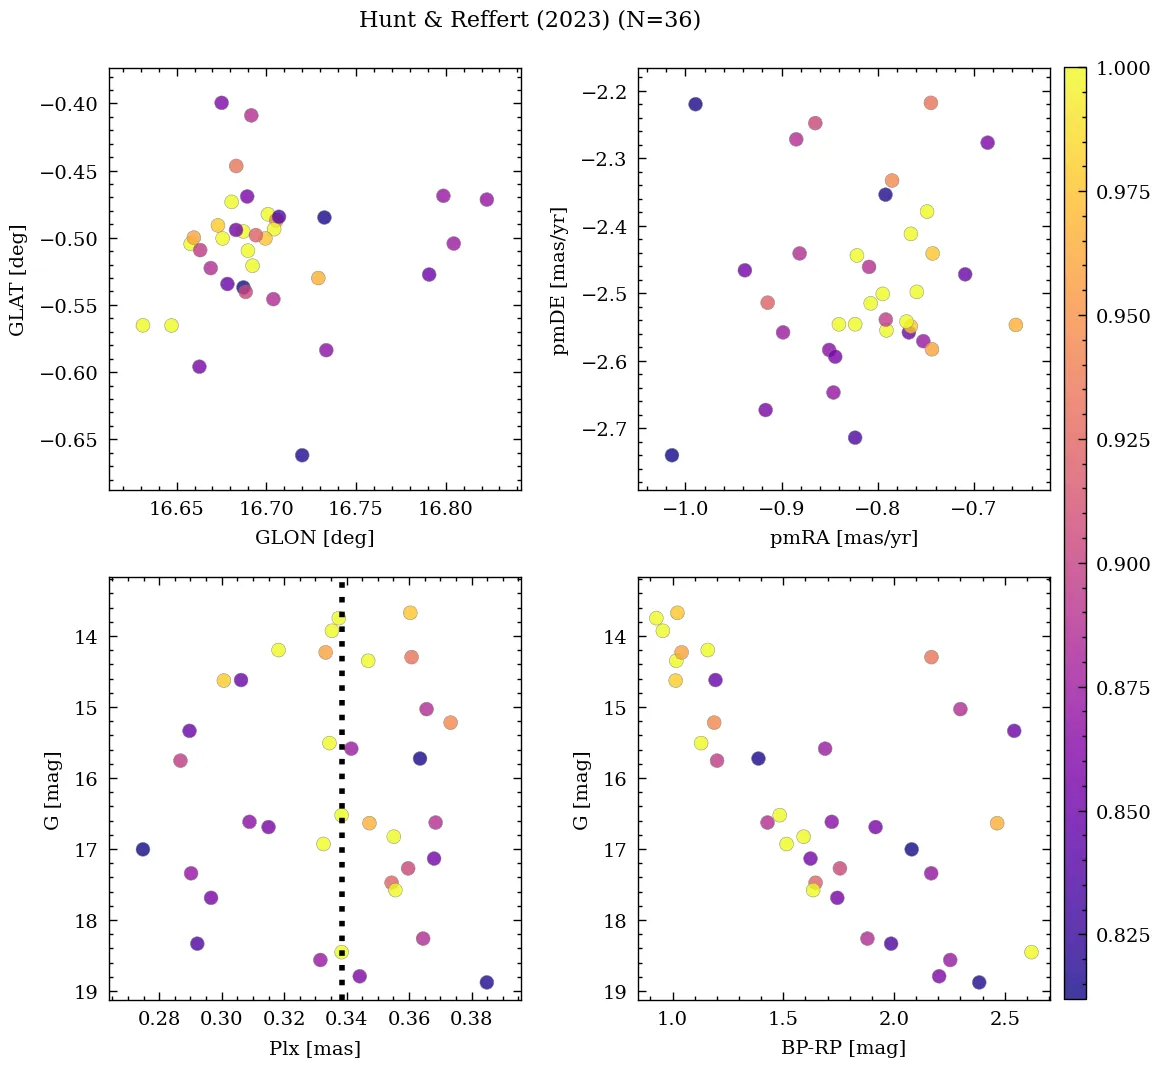 Hunt & Reffert (2023) (N=36)
−0.40
−0.45
−0.50
−0.55
−0.60
−0.65
GLAT [deg]
16.65 16.70 16.75 16.80
GLON [deg]
−2.2
−2.3
−2.4
−2.5
−2.6
−2.7
pmDE [mas/yr]
−1.0 −0.9 −0.8 −0.7
pmRA [mas/yr]
14
15
16
17
18
19
G [mag]
0.28 0.30 0.32 0.34 0.36 0.38
Plx [mas]
14
15
16
17
18
19
G [mag]
1.0 1.5 2.0 2.5
BP-RP [mag]
1.000
0.975
0.950
0.925
0.900
0.875
0.850
0.825